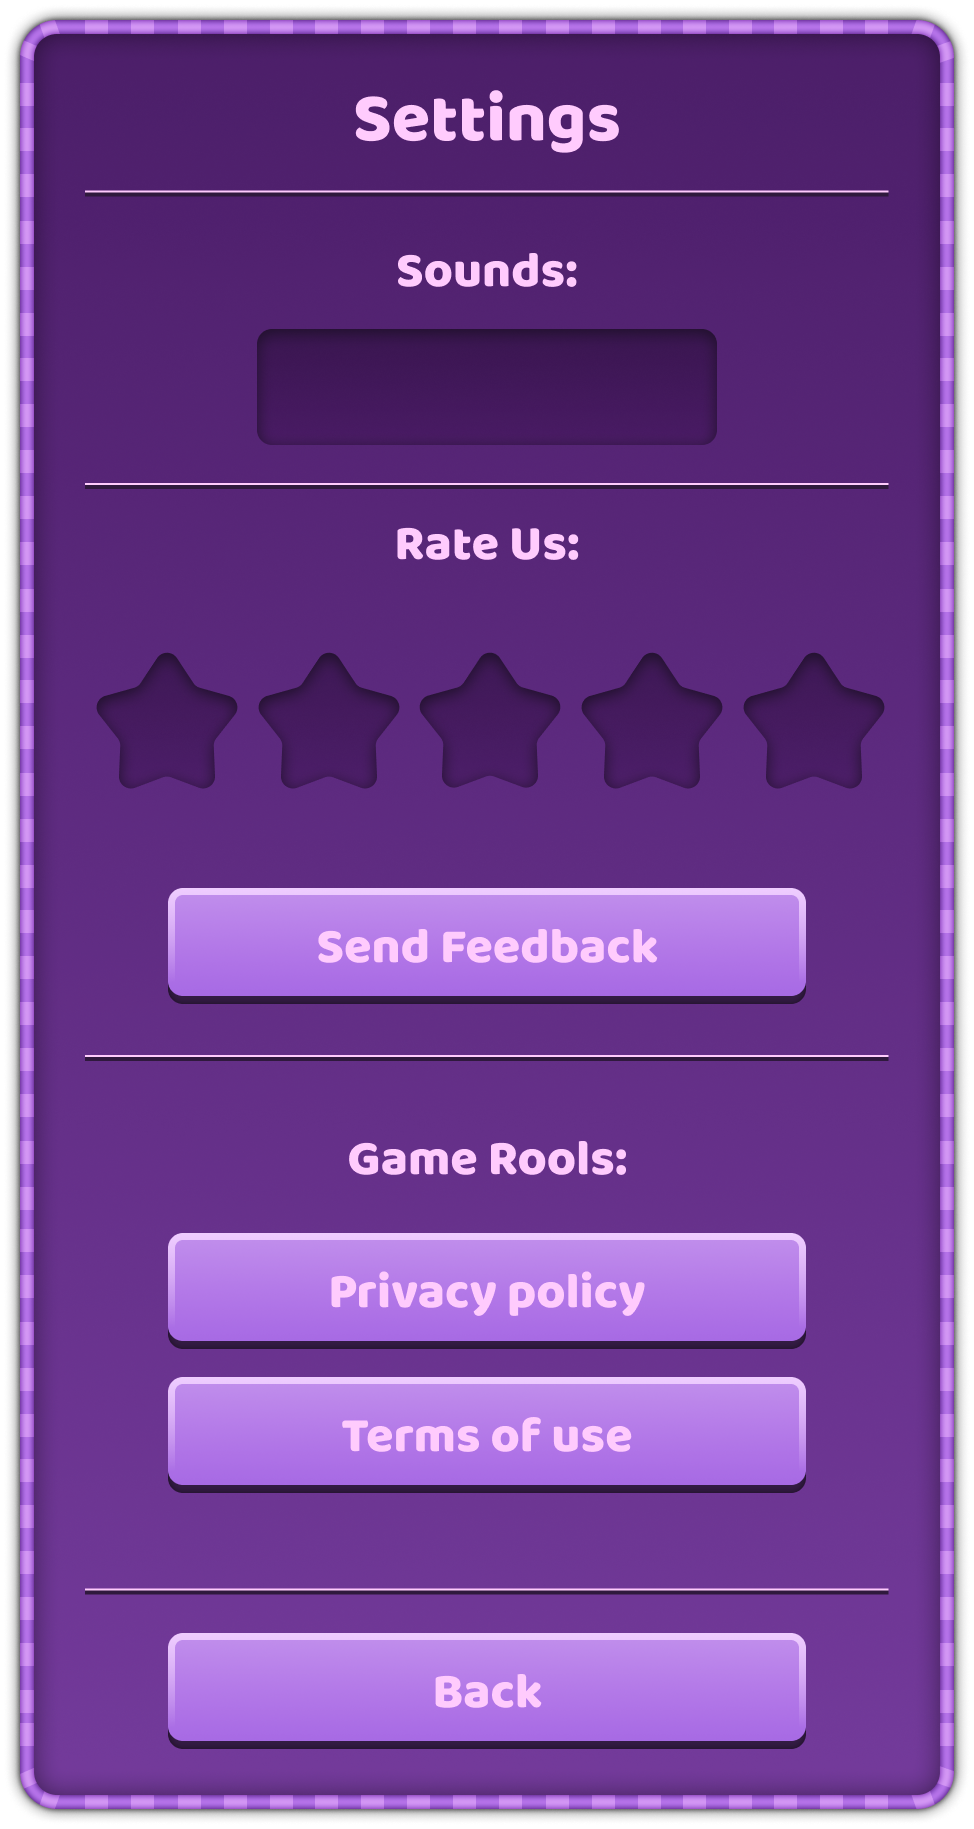 Settings
Sounds:
Rate Us:
Send Feedback
Game Rools:
Privacy policy
Terms of use
Back